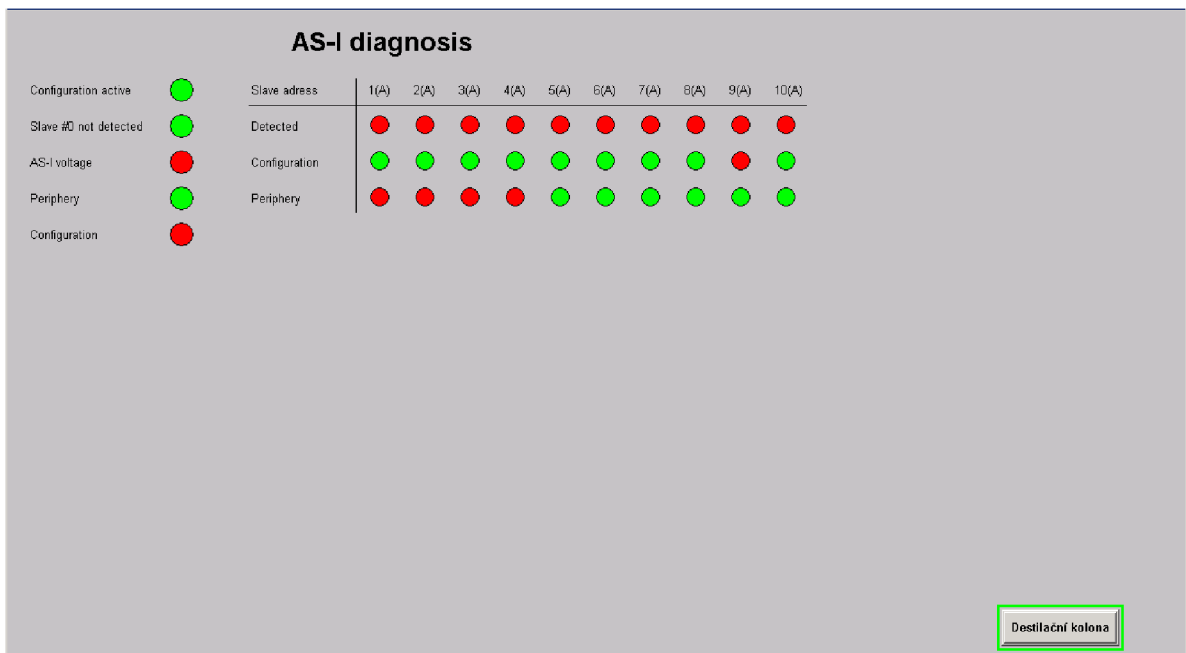 AS-I diagnosis
Configuration active
Slave #0 not detected
AS-I voltage
Periphery
Configuration
Slave adress 1(A) 2(A) 3(A) 4(A) 5(A) 6(A) 7(A) 8(A) 9(A) 10(A)
Detected
Configuration
Periphery
Destilační kolona